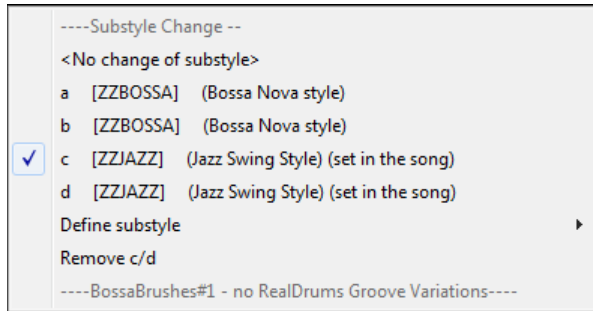 ----Substyle Change --
<No change of substyle>
a [ZZBOSSA] (Bossa Nova style)
b [ZZBOSSA] (Bossa Nova style)
c [ZZJAZZ] (Jazz Swing Style) (set in the song)
d [ZZJAZZ] (Jazz Swing Style) (set in the song)
Define substyle
Remove c/d
----BossaBrushes#1 - no RealDrums Groove Variations----